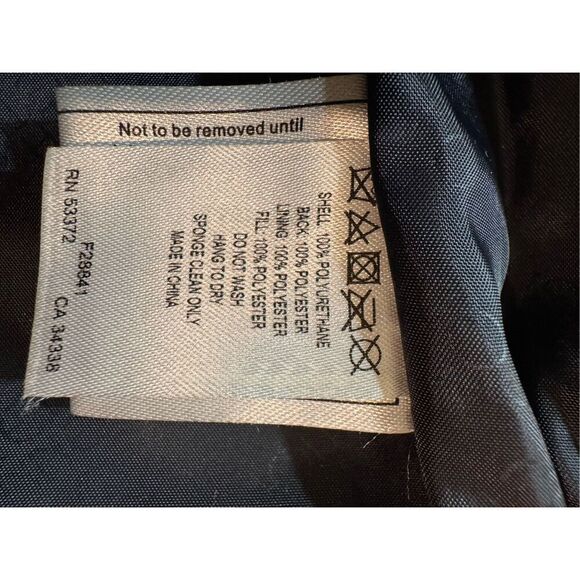 Not to be removed until
SHELL: 100% POLYURETHANE
BACK: 100% POLYESTER
LINING: 100% POLYESTER
FILL: 100% POLYESTER
DO NOT WASH
HANG TO DRY
SPONGE CLEAN ONLY
MADE IN CHINA
RN 53372 F28841 CA 34338